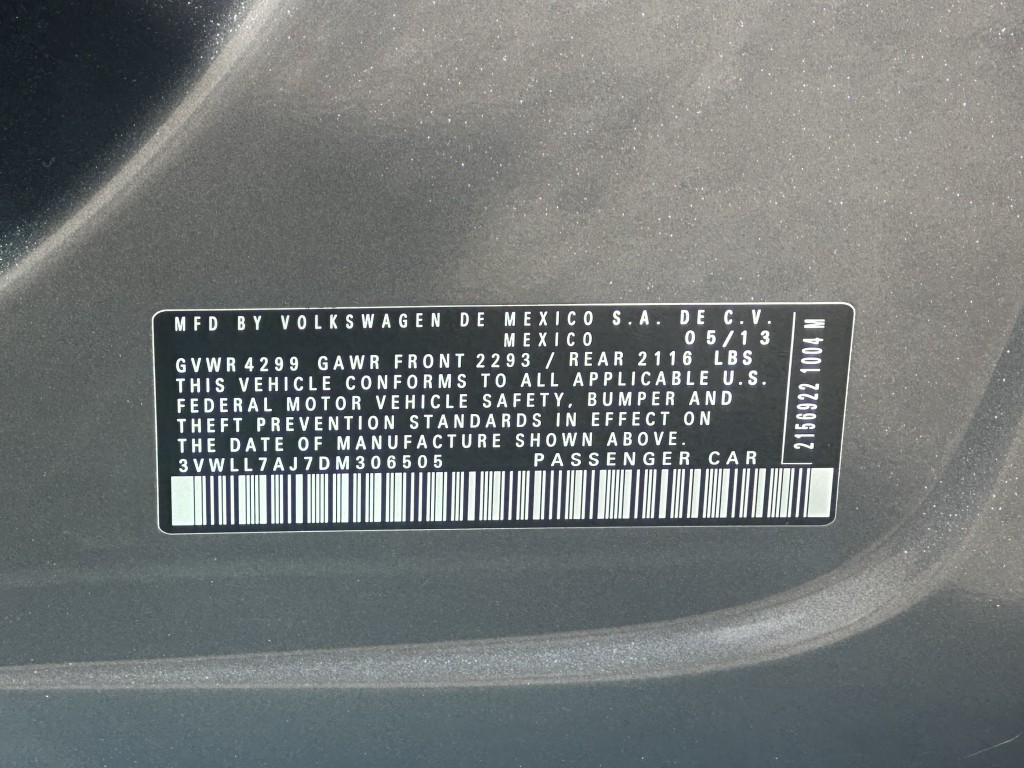 MFD BY VOLKSWAGEN DE MEXICO S.A. DE C.V.
MEXICO 05/13
GVWR 4299 GAWR FRONT 2293 / REAR 2116 LBS
THIS VEHICLE CONFORMS TO ALL APPLICABLE U.S.
FEDERAL MOTOR VEHICLE SAFETY, BUMPER AND
THEFT PREVENTION STANDARDS IN EFFECT ON
THE DATE OF MANUFACTURE SHOWN ABOVE.
3VWLL7AJ7DM306505 PASSENGER CAR
2156922 1004 M